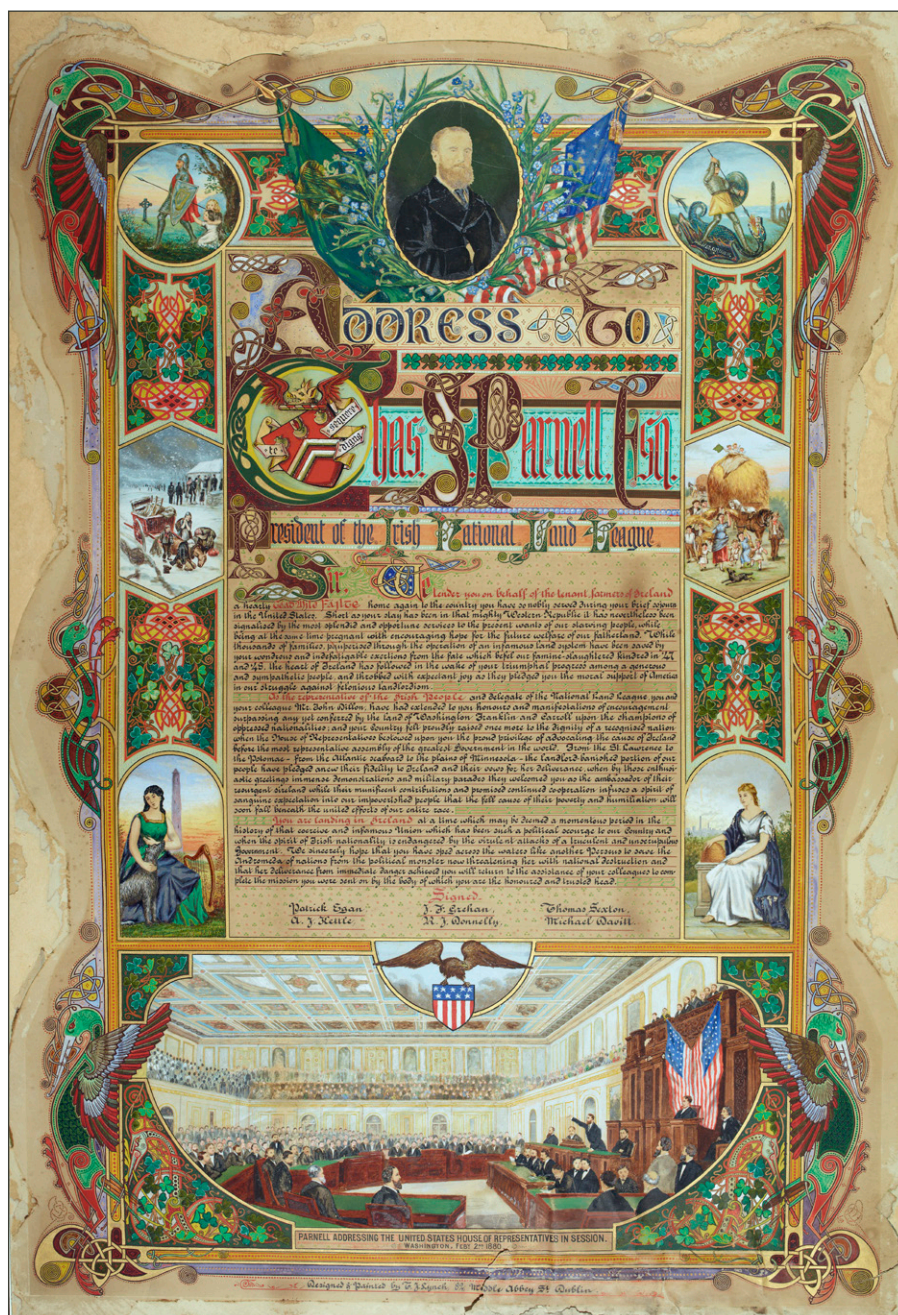 ADDRESS TO
Chas. S. Parnell, Esq.
te sequere dignus
President of the Irish National Land League.
Sir. We tender you on behalf of the tenant farmers of Ireland
a hearty Cead Mile Failte home again to the country you have so nobly served during your brief sojourn
in the United States. Short as your stay has been in that mighty Western Republic it has nevertheless been
signalised by the most splendid and opportune services to the present wants of our starving people, while
being at the same time pregnant with encouraging hope for the future welfare of our fatherland. While
thousands of families, pauperised through the operation of an infamous land system have been saved by
your wondrous and indefatigable exertions from the fate which befell our famine-slaughtered kindred in '47
and '48. the heart of Ireland has followed in the wake of your triumphal progress among a generous
and sympathetic people, and throbbed with expectant joy as they pledged you the moral support of America
in our struggle against felonious landlordism.
As the representative of the Irish People, and delegate of the National Land League, you and
your colleague Mr. John Dillon, have had extended to you honours and manifestations of encouragement
surpassing any yet conferred by the land of Washington Franklin and Carroll upon the champions of
oppressed nationalities; and your Country felt proudly raised once more to the dignity of a recognised nation
when the House of Representatives bestowed upon you the proud privilege of advocating the cause of Ireland
before the most representative assembly of the greatest Government in the world. From the St. Lawrence to
the Potomac - from the Atlantic seaboard to the plains of Minnesota - the landlord-banished portion of our
people have pledged anew their fidelity to Ireland and their vows for her deliverance, when by those enthusi-
astic greetings immense demonstrations and military parades they welcomed you as the ambassador of their
resurgent sireland while their munificent contributions and promised continued cooperation infuses a spirit of
sanguine expectation into our impoverished people that the fell cause of their poverty and humiliation will
soon fall beneath the united efforts of our entire race.
You are landing in Ireland at a time which may be deemed a momentous period in the
history of that coercive and infamous Union which has been such a political scourge to our Country and
when the spirit of Irish nationality is endangered by the virulent attacks of a truculent and unscrupulous
Government. We sincerely hope that you have sped across the waters like another Perseus to save the
Andromeda of nations from the political monster now threatening her with national destruction and
that her deliverance from immediate danger achieved you will return to the assistance of your colleagues to com-
plete the mission you were sent on by the body of which you are the honoured and trusted head.
Signed
Patrick Egan J. F. Grehan, Thomas Sexton,
A. J. Kettle R. J. Donnelly, Michael Davitt.
PARNELL ADDRESSING THE UNITED STATES HOUSE OF REPRESENTATIVES IN SESSION.
WASHINGTON, FEBY 2ND 1880
Designed & Painted by T. J. Lynch, Middle Abbey St Dublin